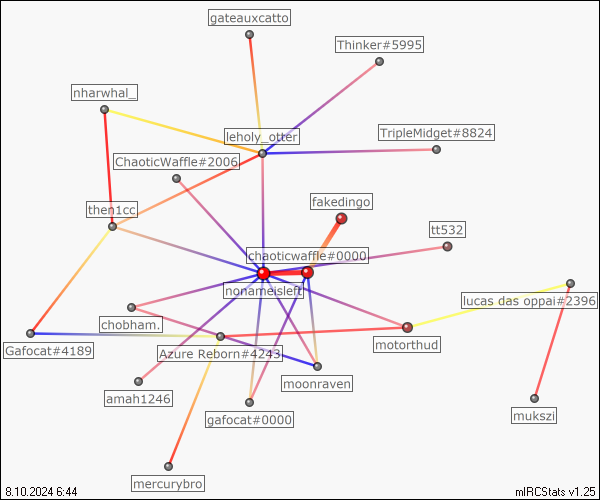 gateauxcatto
Thinker#5995
nharwhal_
leholy_otter
TripleMidget#8824
ChaoticWaffle#2006
fakedingo
then1cc
tt532
chaoticwaffle#0000
nonameisleft
lucas das oppai#2396
chobham.
motorthud
Gafocat#4189
Azure Reborn#4243
moonraven
amah1246
gafocat#0000
mukszi
mercurybro
8.10.2024 6:44
mIRCStats v1.25